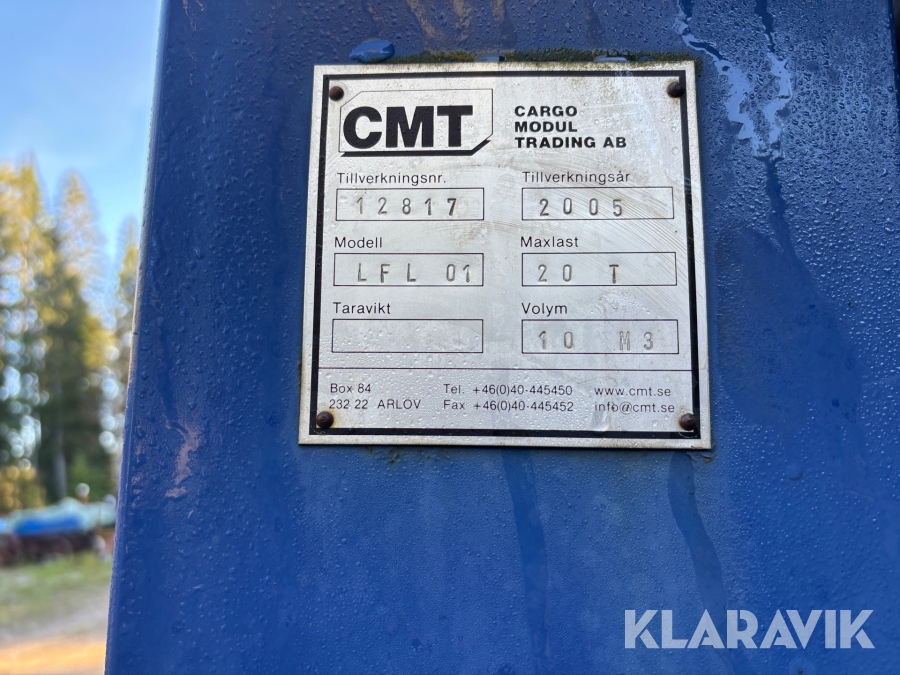 CMT
CARGO
MODUL
TRADING AB
Tillverkningsnr. Tillverkningsår
12817 2005
Modell Maxlast
LFL 01 20 T
Taravikt Volym
10 M3
Box 84 Tel. +46(0)40-445450 www.cmt.se
232 22 ARLÖV Fax +46(0)40-445452 info@cmt.se
KLARAVIK